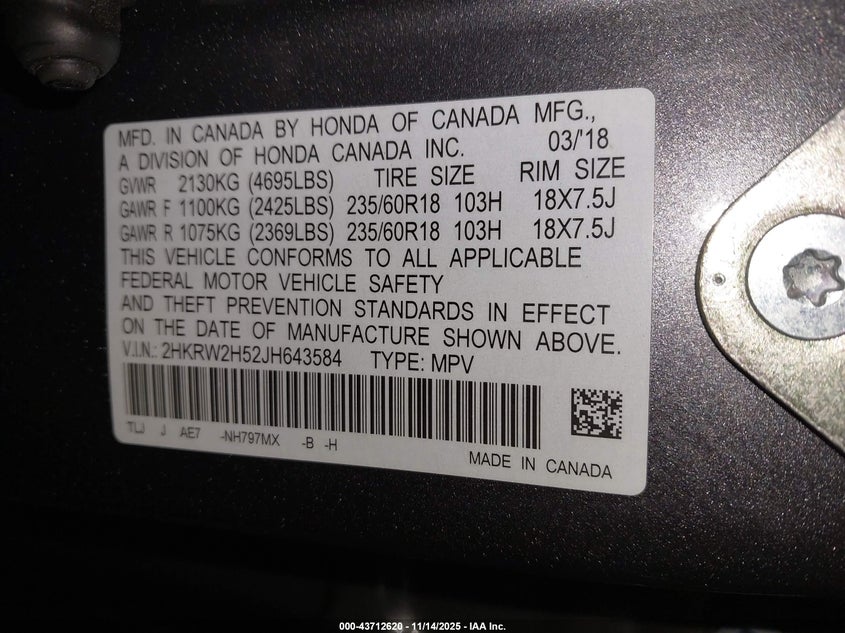 MFD. IN CANADA BY HONDA OF CANADA MFG.,
A DIVISION OF HONDA CANADA INC. 03/'18
GVWR 2130KG (4695LBS) TIRE SIZE RIM SIZE
GAWR F 1100KG (2425LBS) 235/60R18 103H 18X7.5J
GAWR R 1075KG (2369LBS) 235/60R18 103H 18X7.5J
THIS VEHICLE CONFORMS TO ALL APPLICABLE
FEDERAL MOTOR VEHICLE SAFETY
AND THEFT PREVENTION STANDARDS IN EFFECT
ON THE DATE OF MANUFACTURE SHOWN ABOVE.
V.I.N.: 2HKRW2H52JH643584 TYPE: MPV
TLJ J AE7 -NH797MX -B -H
MADE IN CANADA
000-43712620 - 11/14/2025 - IAA Inc.